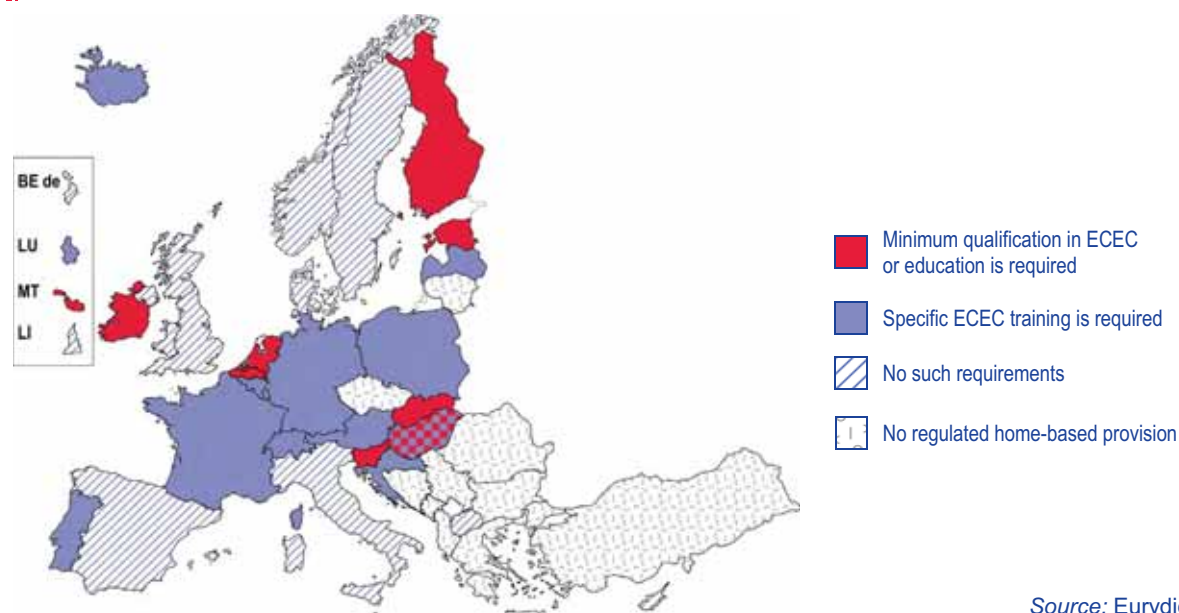 BE de
LU
MT
LI
Minimum qualification in ECEC
or education is required
Specific ECEC training is required
No such requirements
No regulated home-based provision
Source: